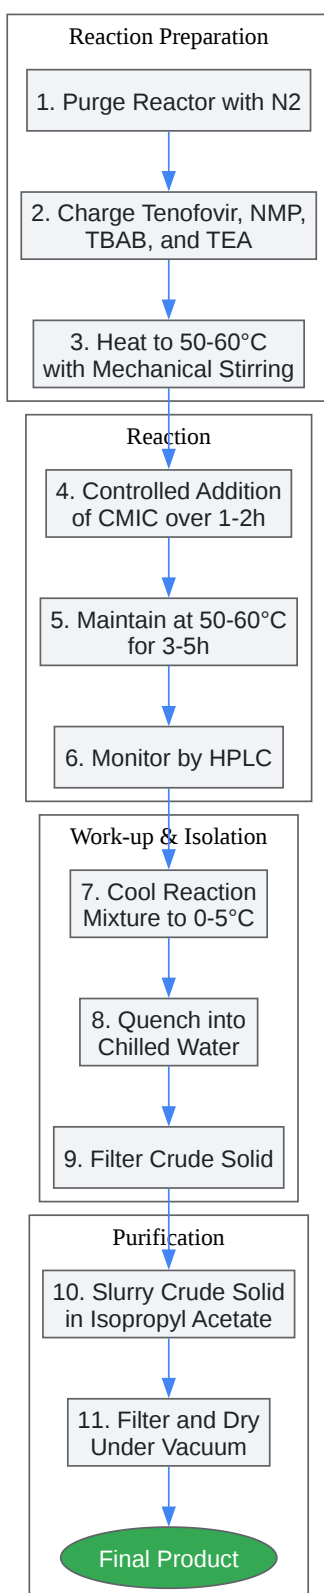 Reaction Preparation
1. Purge Reactor with N2
2. Charge Tenofovir, NMP,
TBAB, and TEA
3. Heat to 50-60°C
with Mechanical Stirring
Reaction
4. Controlled Addition
of CMIC over 1-2h
5. Maintain at 50-60°C
for 3-5h
6. Monitor by HPLC
Work-up & Isolation
7. Cool Reaction
Mixture to 0-5°C
8. Quench into
Chilled Water
9. Filter Crude Solid
Purification
10. Slurry Crude Solid
in Isopropyl Acetate
11. Filter and Dry
Under Vacuum
Final Product